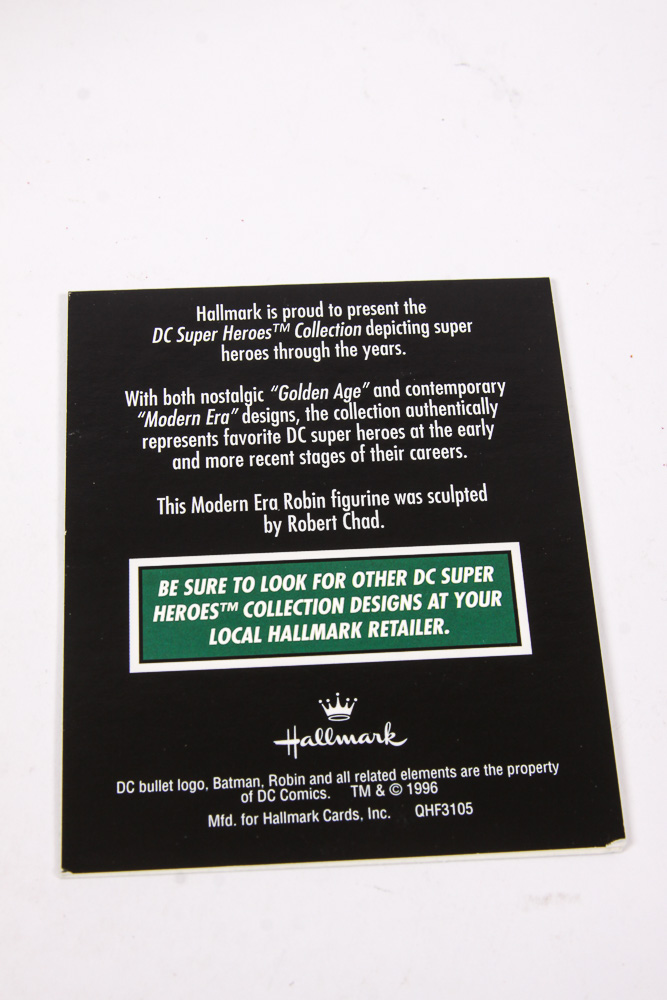 Hallmark is proud to present the
DC Super Heroes™ Collection depicting super
heroes through the years.
With both nostalgic “Golden Age” and contemporary
“Modern Era” designs, the collection authentically
represents favorite DC super heroes at the early
and more recent stages of their careers.
This Modern Era Robin figurine was sculpted
by Robert Chad.
BE SURE TO LOOK FOR OTHER DC SUPER
HEROES™ COLLECTION DESIGNS AT YOUR
LOCAL HALLMARK RETAILER.
Hallmark
DC bullet logo, Batman, Robin and all related elements are the property
of DC Comics. TM & © 1996
Mfd. for Hallmark Cards, Inc. QHF3105